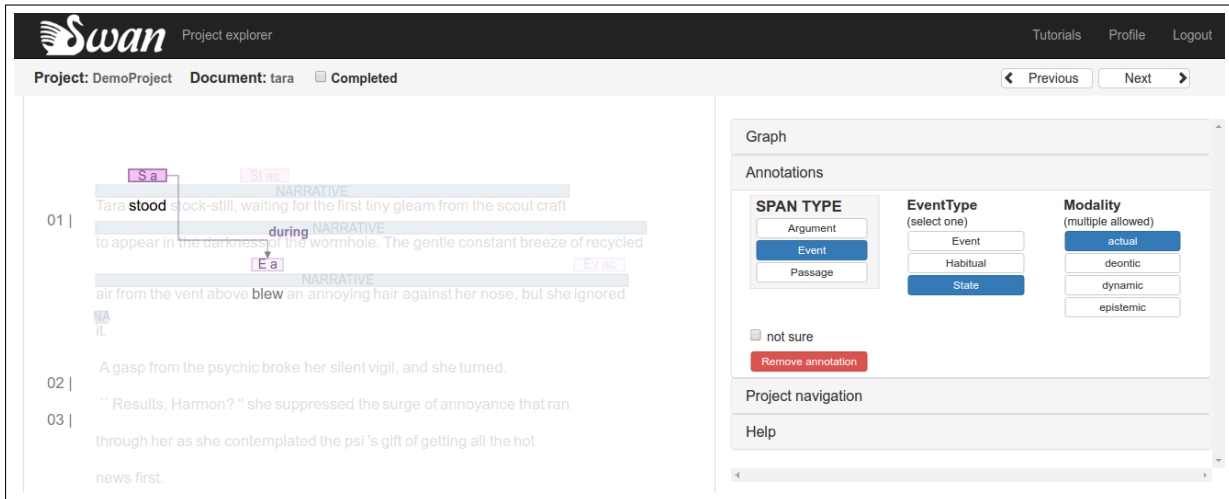 Swan Project explorer Tutorials Profile Logout
Project: DemoProject Document: tara Completed Previous Next
S a St ac
NARRATIVE
01 | Tara stood stock-still, waiting for the first tiny gleam from the scout craft
during NARRATIVE
to appear in the darkness of the wormhole. The gentle constant breeze of recycled
E a Ev ac
NARRATIVE
air from the vent above blew an annoying hair against her nose, but she ignored
NA
it.
02 | A gasp from the psychic broke her silent vigil, and she turned.
03 | `` Results, Harmon? '' she suppressed the surge of annoyance that ran
through her as she contemplated the psi 's gift of getting all the hot
news first.
Graph
Annotations
SPAN TYPE
Argument
Event
Passage
EventType
(select one)
Event
Habitual
State
Modality
(multiple allowed)
actual
deontic
dynamic
epistemic
not sure
Remove annotation
Project navigation
Help